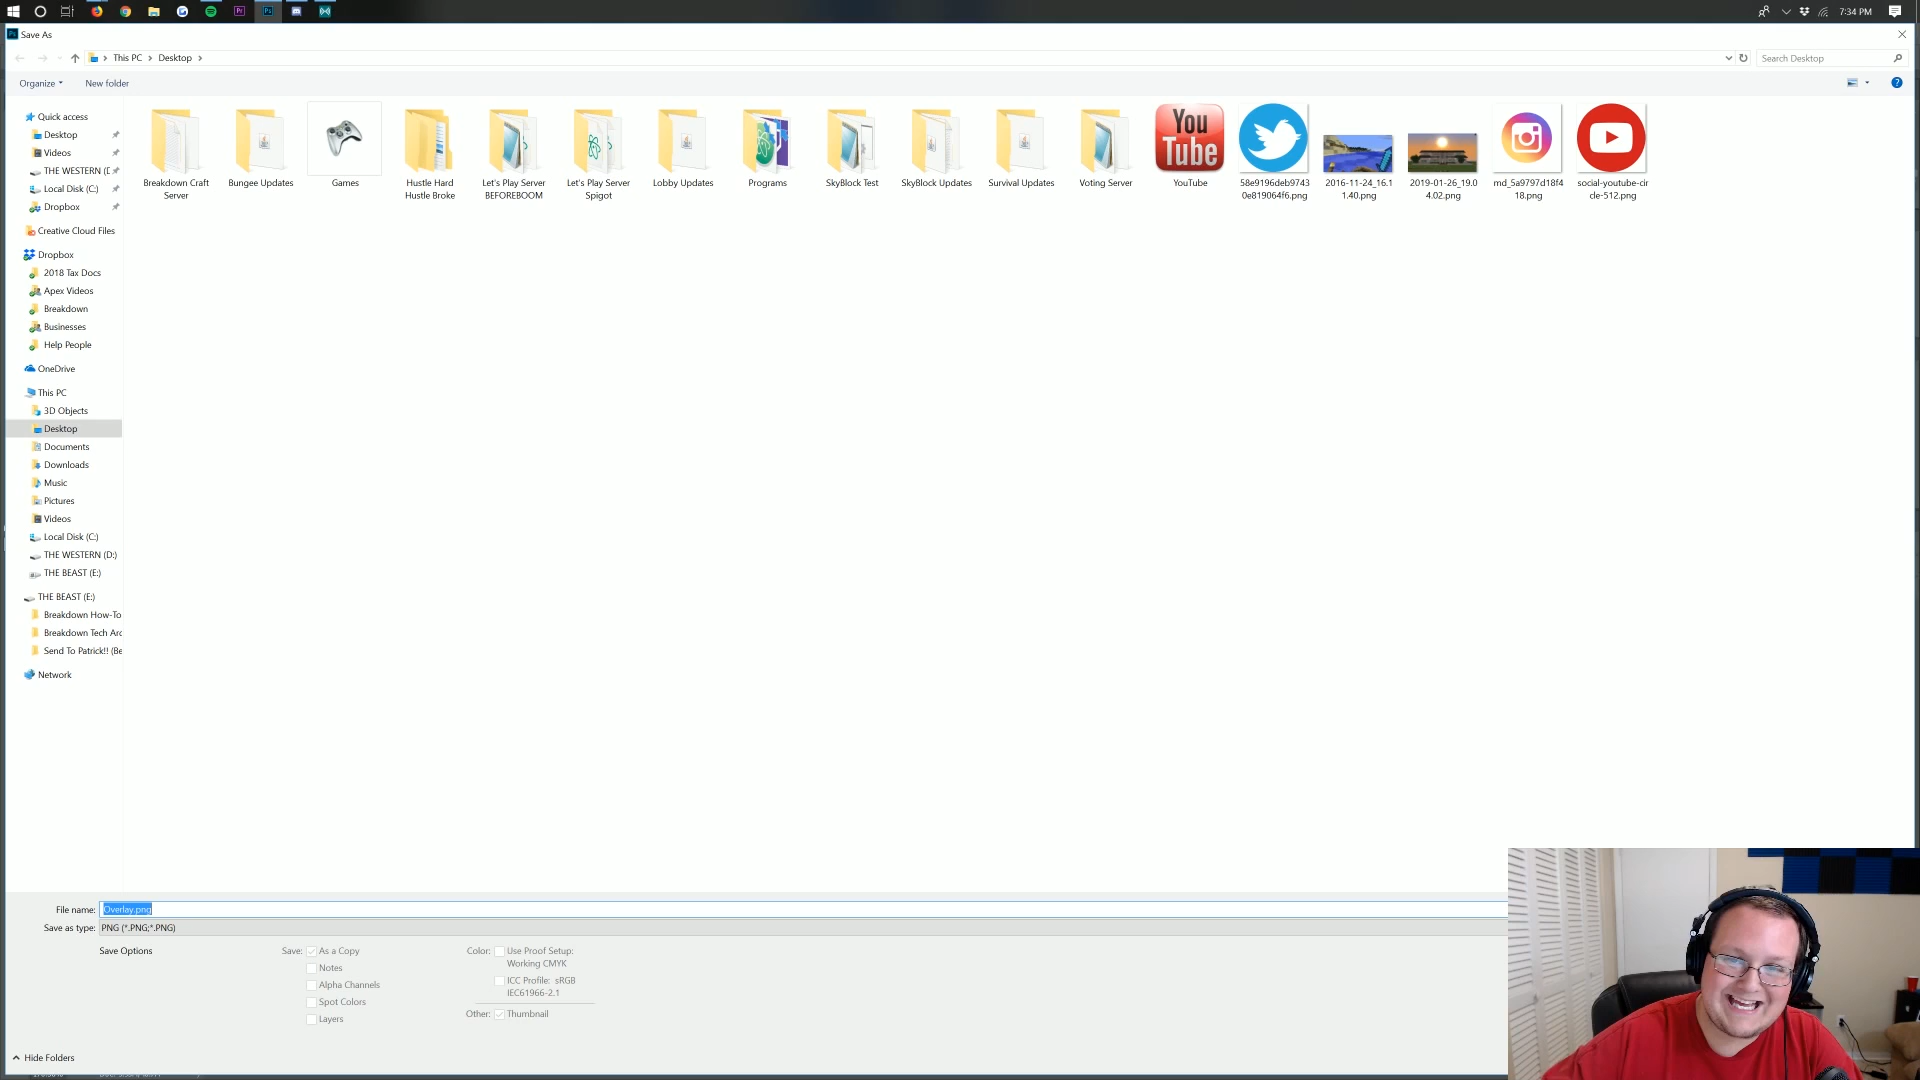 7:34 PM
Save As
This PC
Desktop
Search Desktop
Organize
New folder
Quick access
Desktop
Videos
THE WESTERN (D
Local Disk (C:)
Dropbox
Creative Cloud Files
Dropbox
2018 Tax Docs
Apex Videos
Breakdown
Businesses
Help People
OneDrive
This PC
3D Objects
Desktop
Documents
Downloads
Music
Pictures
Videos
Local Disk (C:)
THE WESTERN (D:)
THE BEAST (E:)
THE BEAST (E:)
Breakdown How-To
Breakdown Tech Arc
Send To Patrick!! (Be
Network
Breakdown Craft
Server
Bungee Updates
Games
Hustle Hard
Hustle Broke
Let's Play Server
BEFOREBOOM
Let's Play Server
Spigot
Lobby Updates
Programs
SkyBlock Test
SkyBlock Updates
Survival Updates
Voting Server
You
Tube
YouTube
58e9196deb9743
0e819064f6.png
2016-11-24_16.1
1.40.png
2019-01-26_19.0
4.02.png
md_5a9797d18f4
18.png
social-youtube-cir
cle-512.png
File name:
Overlay.png
Save as type:
PNG (*.PNG;*.PNG)
Save Options
Save:
As a Copy
Notes
Alpha Channels
Spot Colors
Layers
Color:
Use Proof Setup:
Working CMYK
ICC Profile: sRGB
IEC61966-2.1
Other:
Thumbnail
Hide Folders